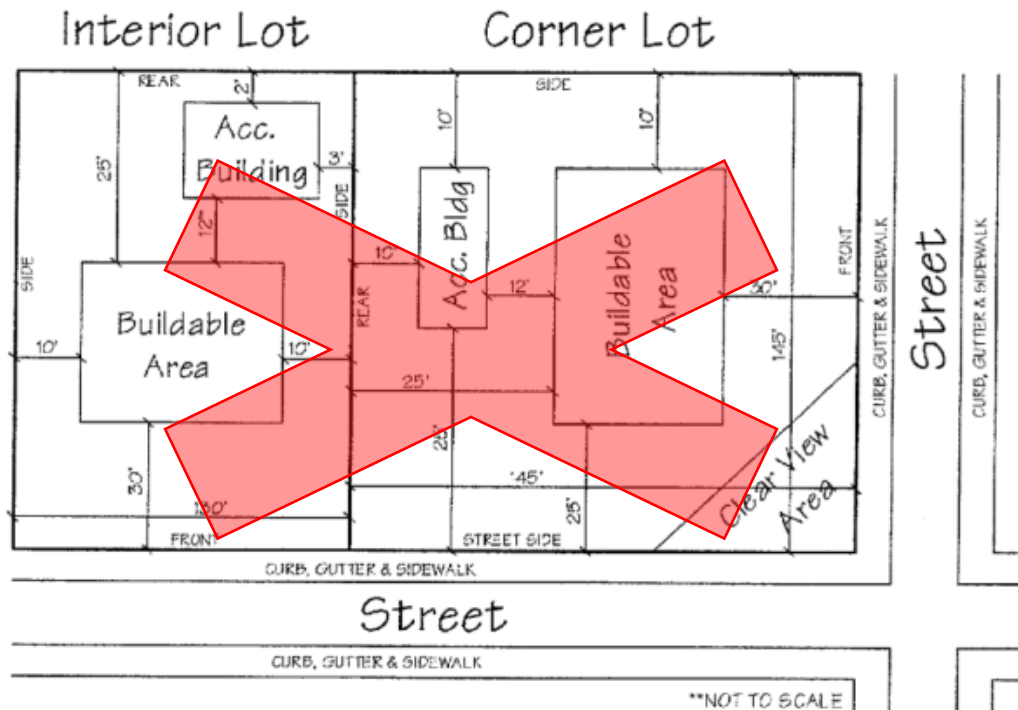 Interior Lot
Corner Lot
REAR
2'
Acc.
Building
25'
3'
SIDE
12"
SIDE
Buildable
Area
10'
10'
30'
130'
FRONT
SIDE
10'
10'
Acc. Bldg
10'
REAR
12'
Buildable
Area
30'
FRONT
145'
25'
25'
145'
25'
Clear View
Area
STREET SIDE
CURB, GUTTER & SIDEWALK
Street
CURB, GUTTER & SIDEWALK
CURB, GUTTER & SIDEWALK
Street
CURB, GUTTER & SIDEWALK
**NOT TO SCALE